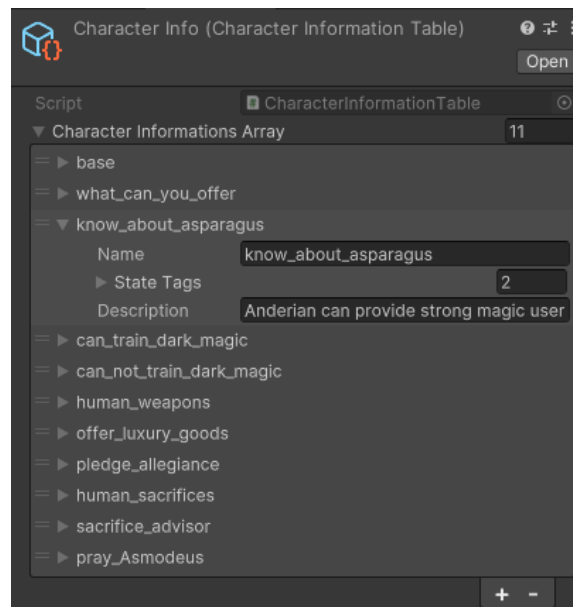 Character Info (Character Information Table)
Open
Script CharacterInformationTable
Character Informations Array 11
base
what_can_you_offer
know_about_asparagus
Name know_about_asparagus
State Tags 2
Description Anderian can provide strong magic user
can_train_dark_magic
can_not_train_dark_magic
human_weapons
offer_luxury_goods
pledge_allegiance
human_sacrifices
sacrifice_advisor
pray_Asmodeus
+ -